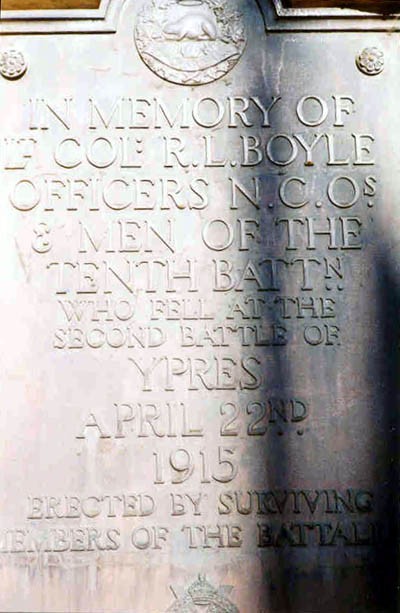 IN MEMORY OF
LT COL: R.L.BOYLE
OFFICERS N.C.OS
& MEN OF THE
TENTH BATTN
WHO FELL AT THE
SECOND BATTLE OF
YPRES
APRIL 22ND
1915
ERECTED BY SURVIVING
MEMBERS OF THE BATTALI